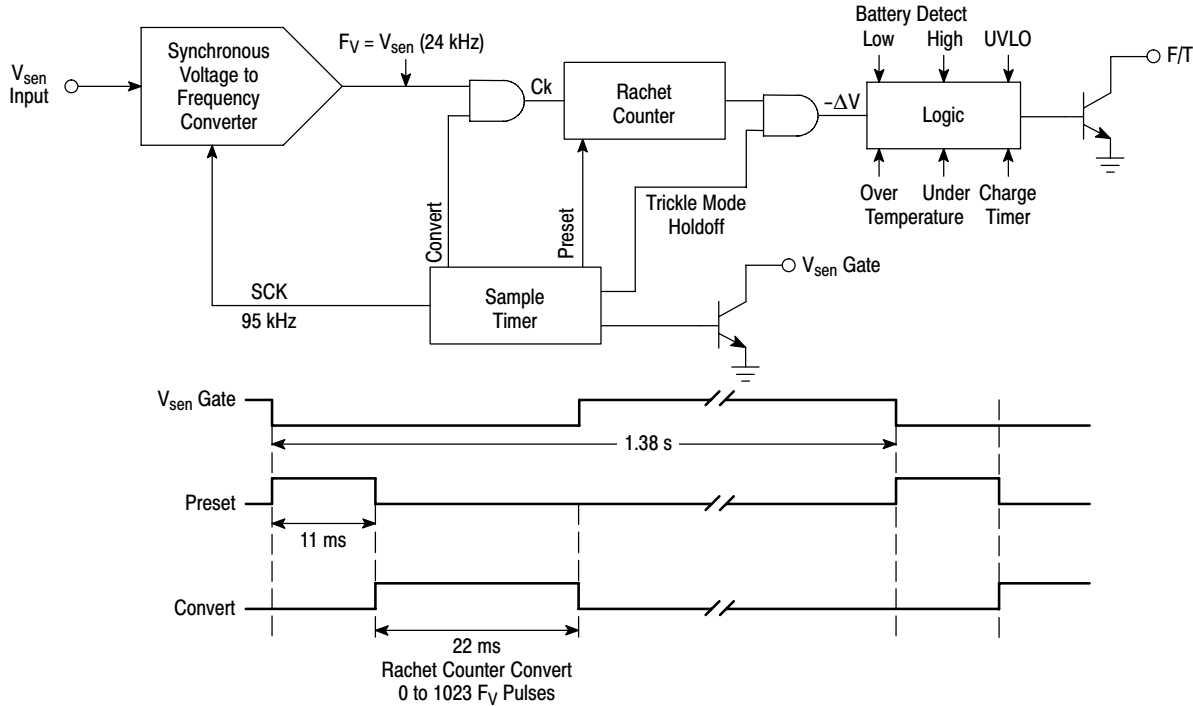 Battery Detect
Low
High
UVLO
F/T
V_sen
Input
Synchronous
Voltage to
Frequency
Converter
F_V = V_sen (24 kHz)
Ck
Rachet
Counter
–ΔV
Logic
Over
Under
Charge
Temperature
Timer
Convert
Preset
Trickle Mode
Holdoff
SCK
95 kHz
Sample
Timer
V_sen Gate
V_sen Gate
1.38 s
Preset
11 ms
Convert
22 ms
Rachet Counter Convert
0 to 1023 F_V Pulses